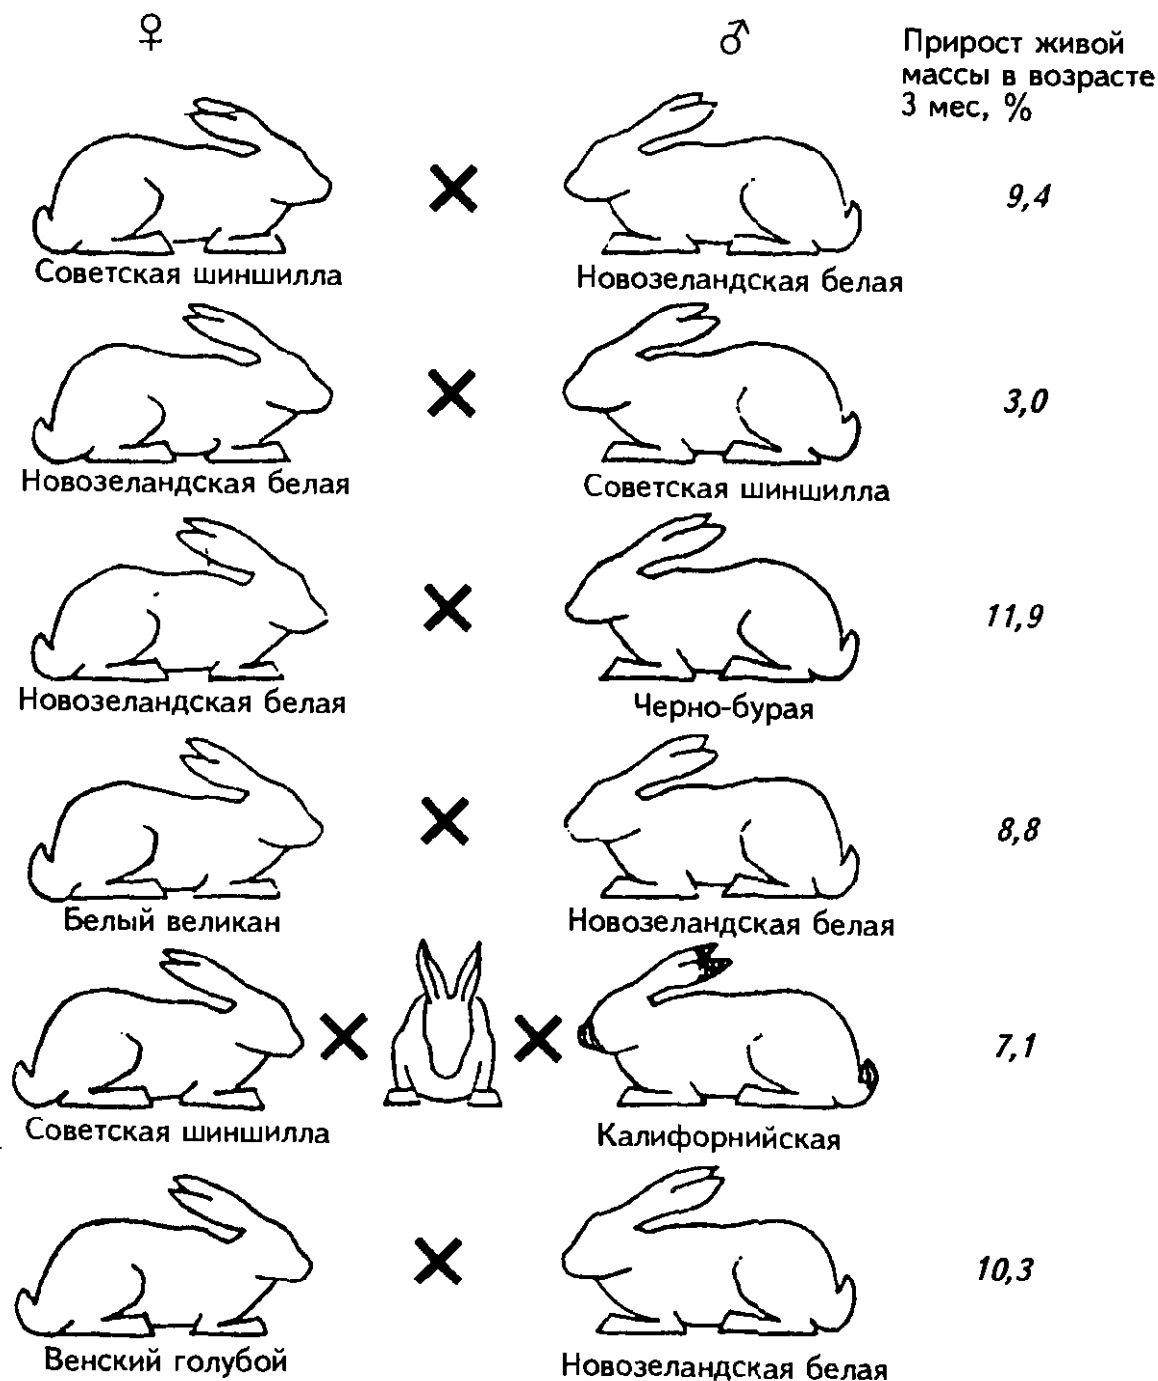 ♀ ♂
Прирост живой
массы в возрасте
3 мес, %
9,4
Советская шиншилла
Новозеландская белая
3,0
Новозеландская белая
Советская шиншилла
11,9
Новозеландская белая
Черно-бурая
8,8
Белый великан
Новозеландская белая
7,1
Советская шиншилла
Калифорнийская
10,3
Венский голубой
Новозеландская белая